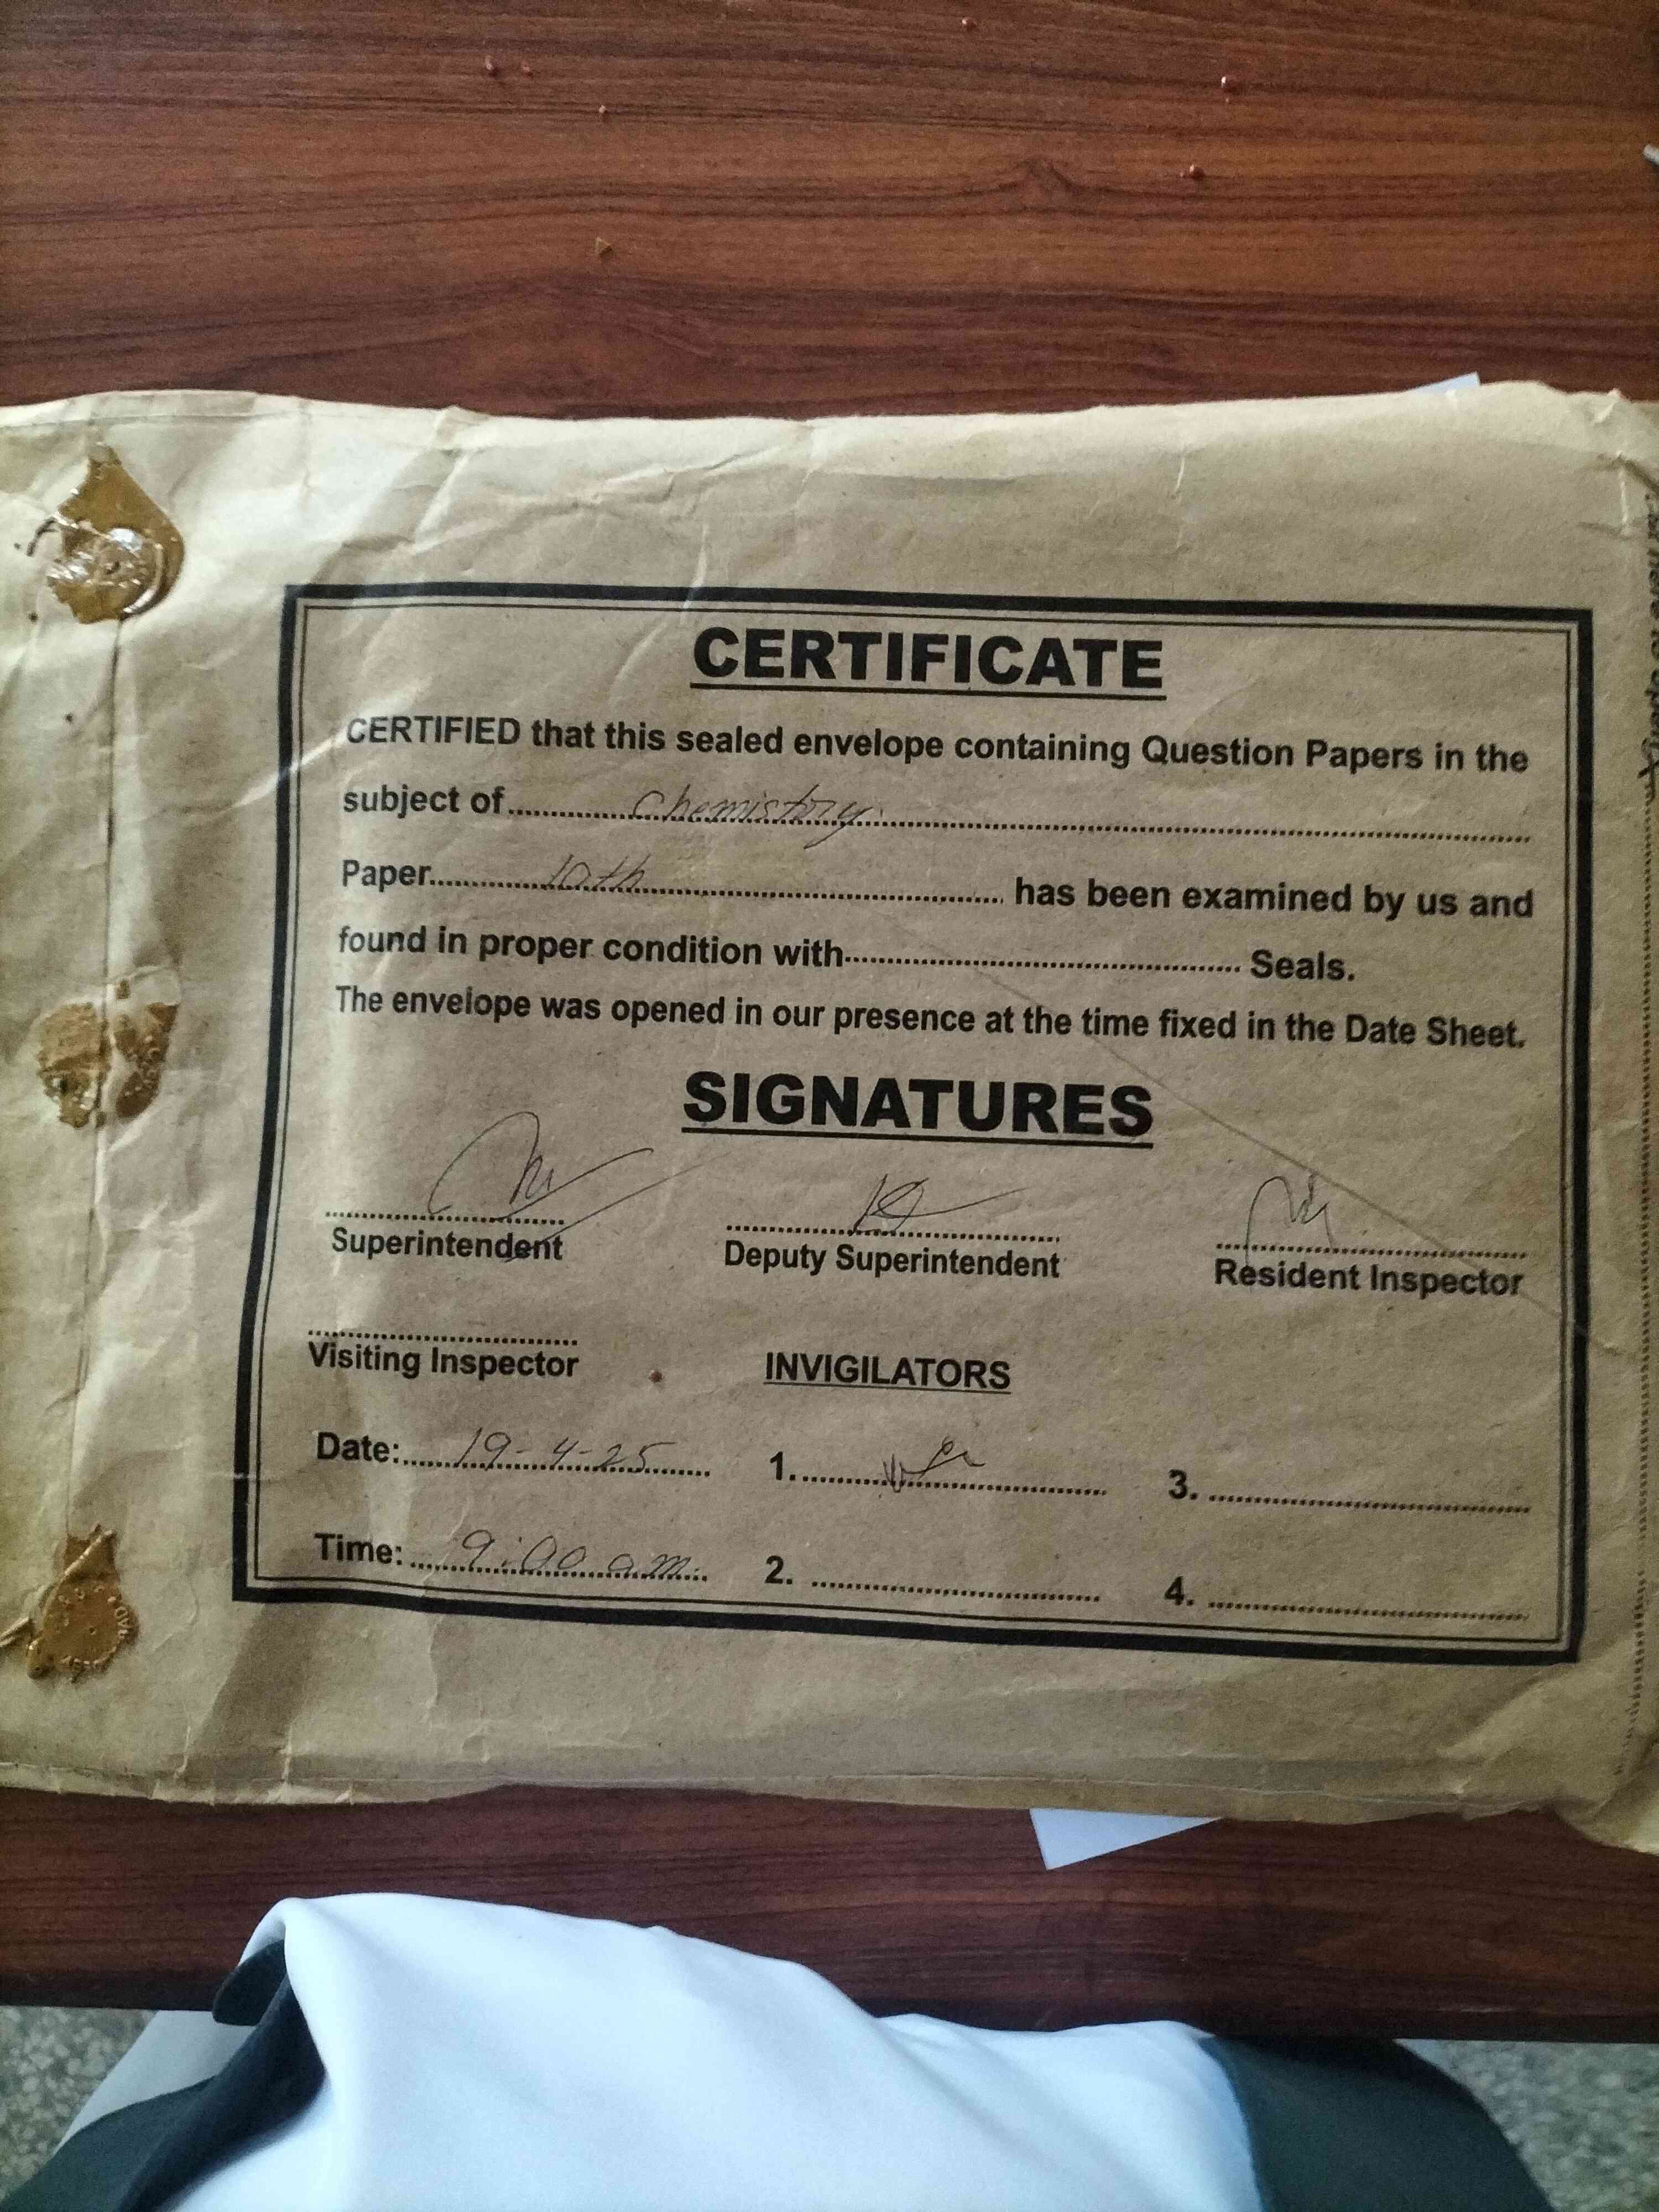 CERTIFICATE
CERTIFIED that this sealed envelope containing Question Papers in the
subject of Chemistory
Paper 10th has been examined by us and
found in proper condition with Seals.
The envelope was opened in our presence at the time fixed in the Date Sheet.
SIGNATURES
Superintendent Deputy Superintendent Resident Inspector
Visiting Inspector INVIGILATORS
Date: 19-4-25 1. 3.
Time: 9:00 am 2. 4.